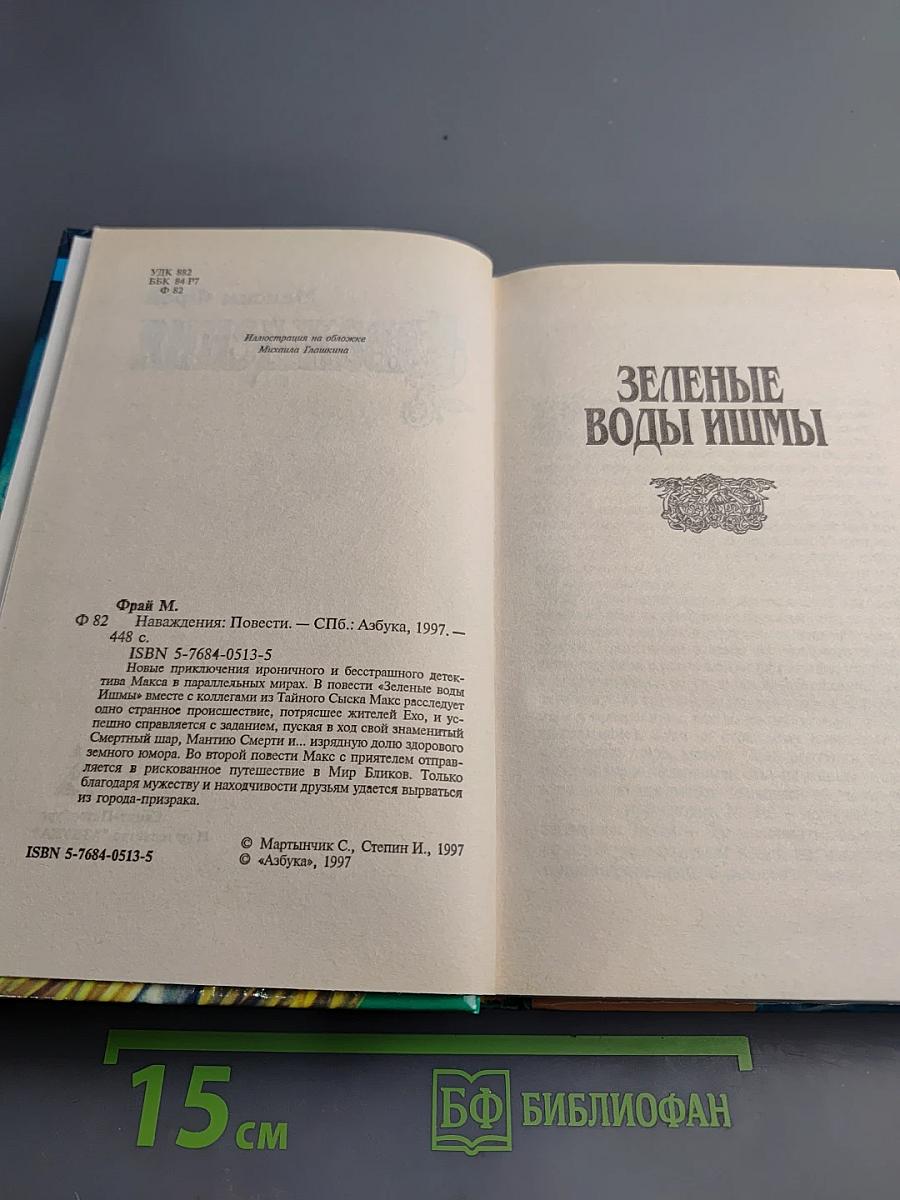 УДК 882
ББК 84.Р7
Ф 82
Иллюстрация на обложке
Михаила Глашкина
Фрай М.
Ф 82 Наваждения: Повести. — СПб.: Азбука, 1997. —
448 с.
ISBN 5-7684-0513-5
Новые приключения ироничного и бесстрашного детек-
тива Макса в параллельных мирах. В повести «Зеленые воды
Ишмы» вместе с коллегами из Тайного Сыска Макс расследует
одно странное происшествие, потрясшее жителей Ехо, и ус-
пешно справляется с заданием, пуская в ход свой знаменитый
Смертный шар, Мантию Смерти и... изрядную долю здорового
земного юмора. Во второй повести Макс с приятелем отправ-
ляется в рискованное путешествие в Мир Бликов. Только
благодаря мужеству и находчивости друзьям удается вырваться
из города-призрака.
© Мартынчик С., Степин И., 1997
ISBN 5-7684-0513-5
© «Азбука», 1997
ЗЕЛЕНЫЕ
ВОДЫ ИШМЫ
15 см
БФ БИБЛИОФАН